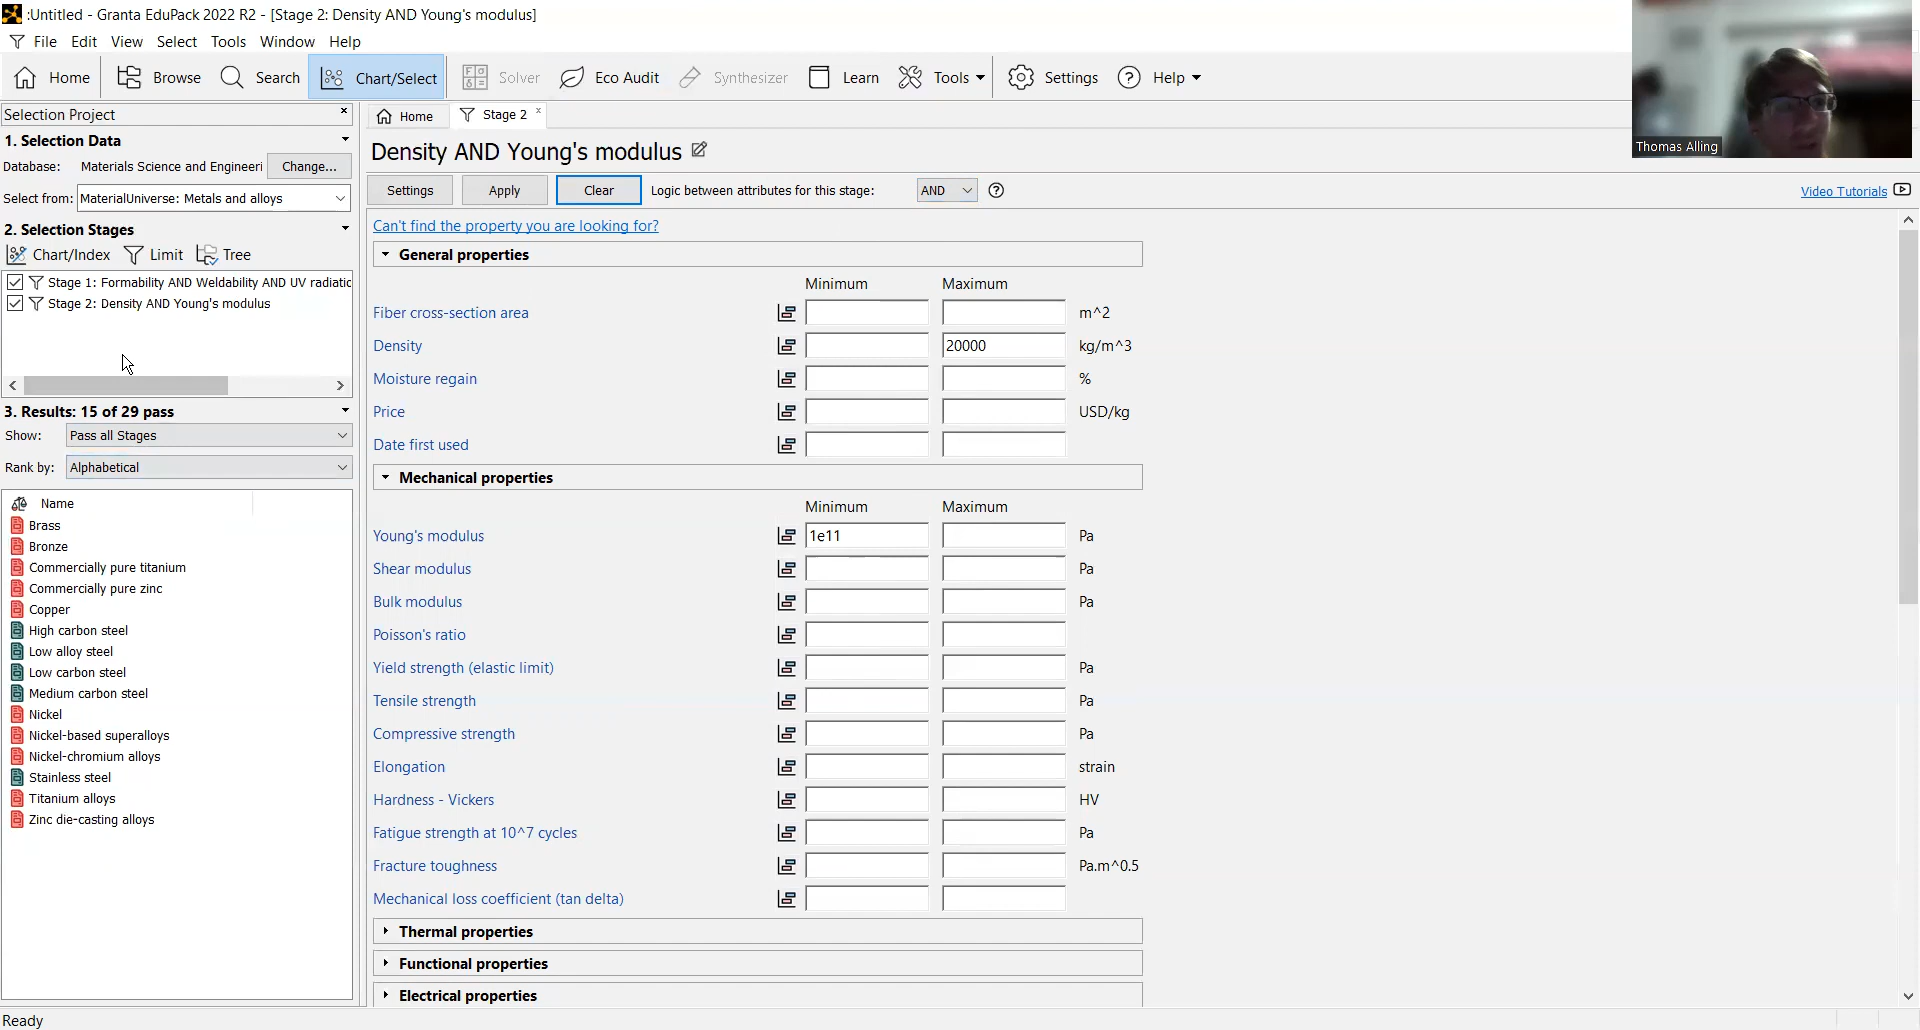 :Untitled - Granta EduPack 2022 R2 - [Stage 2: Density AND Young's modulus]
File Edit View Select Tools Window Help
Home Browse Search Chart/Select Solver Eco Audit Synthesizer Learn Tools Settings Help
Thomas Alling
Selection Project
1. Selection Data
Database: Materials Science and Engineeri Change...
Select from: MaterialUniverse: Metals and alloys
2. Selection Stages
Chart/Index Limit Tree
Stage 1: Formability AND Weldability AND UV radiatic
Stage 2: Density AND Young's modulus
3. Results: 15 of 29 pass
Show: Pass all Stages
Rank by: Alphabetical
Name
Brass
Bronze
Commercially pure titanium
Commercially pure zinc
Copper
High carbon steel
Low alloy steel
Low carbon steel
Medium carbon steel
Nickel
Nickel-based superalloys
Nickel-chromium alloys
Stainless steel
Titanium alloys
Zinc die-casting alloys
Home Stage 2
Density AND Young's modulus
Settings Apply Clear Logic between attributes for this stage: AND Video Tutorials
Can't find the property you are looking for?
General properties
Minimum Maximum
Fiber cross-section area m^2
Density 20000 kg/m^3
Moisture regain %
Price USD/kg
Date first used
Mechanical properties
Minimum Maximum
Young's modulus 1e11 Pa
Shear modulus Pa
Bulk modulus Pa
Poisson's ratio
Yield strength (elastic limit) Pa
Tensile strength Pa
Compressive strength Pa
Elongation strain
Hardness - Vickers HV
Fatigue strength at 10^7 cycles Pa
Fracture toughness Pa.m^0.5
Mechanical loss coefficient (tan delta)
Thermal properties
Functional properties
Electrical properties
Ready